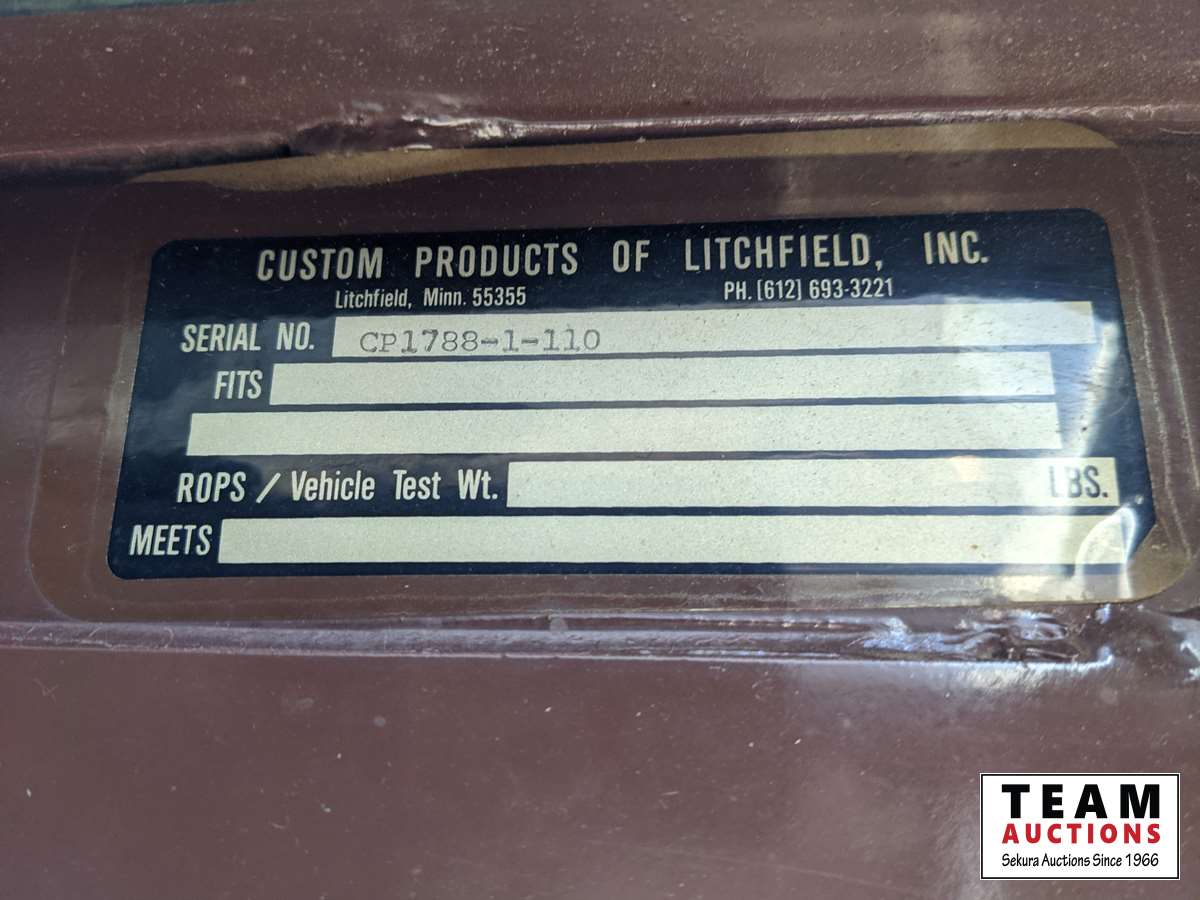 CUSTOM PRODUCTS OF LITCHFIELD, INC.
Litchfield, Minn. 55355 PH. [612] 693-3221
SERIAL NO. CP1788-1-110
FITS
ROPS / Vehicle Test Wt. LBS.
MEETS
TEAM
AUCTIONS
Sekura Auctions Since 1966